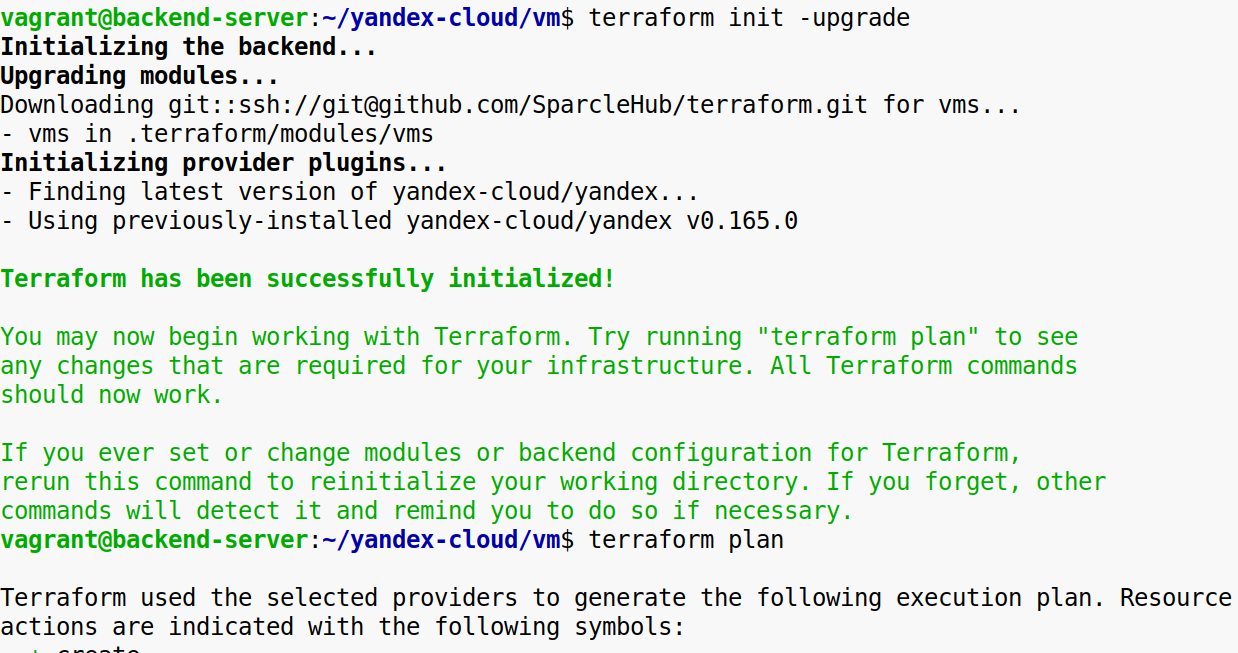 vagrant@backend-server:~/yandex-cloud/vm$ terraform init -upgrade
Initializing the backend...
Upgrading modules...
Downloading git::ssh://git@github.com/SparcleHub/terraform.git for vms...
- vms in .terraform/modules/vms
Initializing provider plugins...
- Finding latest version of yandex-cloud/yandex...
- Using previously-installed yandex-cloud/yandex v0.165.0
Terraform has been successfully initialized!
You may now begin working with Terraform. Try running "terraform plan" to see
any changes that are required for your infrastructure. All Terraform commands
should now work.
If you ever set or change modules or backend configuration for Terraform,
rerun this command to reinitialize your working directory. If you forget, other
commands will detect it and remind you to do so if necessary.
vagrant@backend-server:~/yandex-cloud/vm$ terraform plan
Terraform used the selected providers to generate the following execution plan. Resource
actions are indicated with the following symbols:
+ create